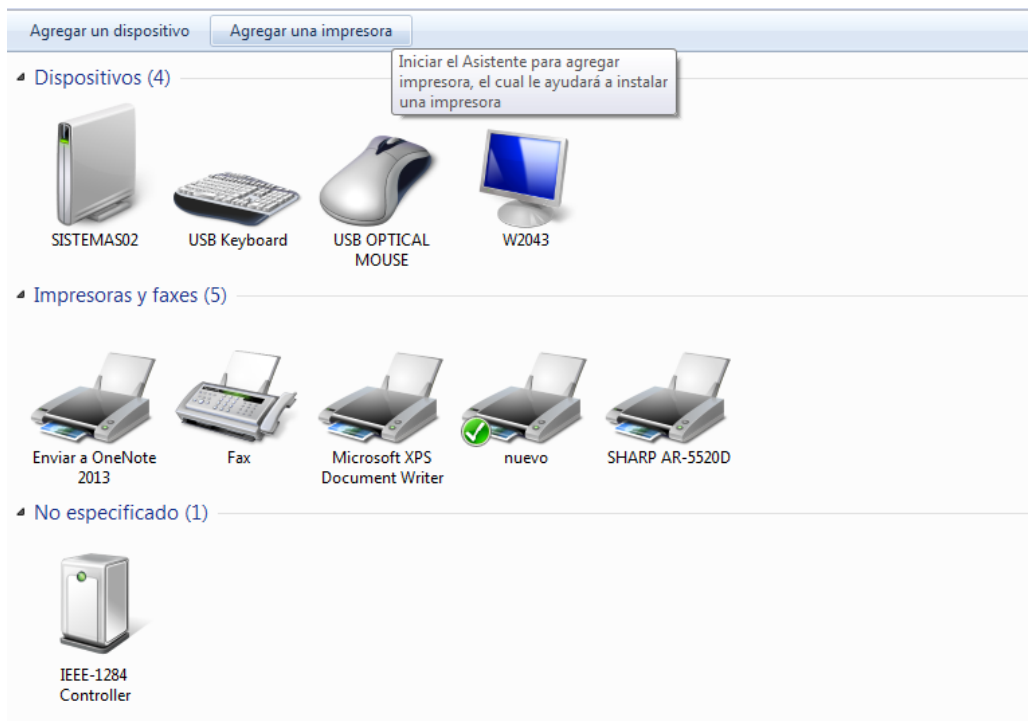 Agregar un dispositivo
Agregar una impresora
Iniciar el Asistente para agregar
impresora, el cual le ayudará a instalar
una impresora
Dispositivos (4)
SISTEMAS02
USB Keyboard
USB OPTICAL
MOUSE
W2043
Impresoras y faxes (5)
Enviar a OneNote
2013
Fax
Microsoft XPS
Document Writer
nuevo
SHARP AR-5520D
No especificado (1)
IEEE-1284
Controller